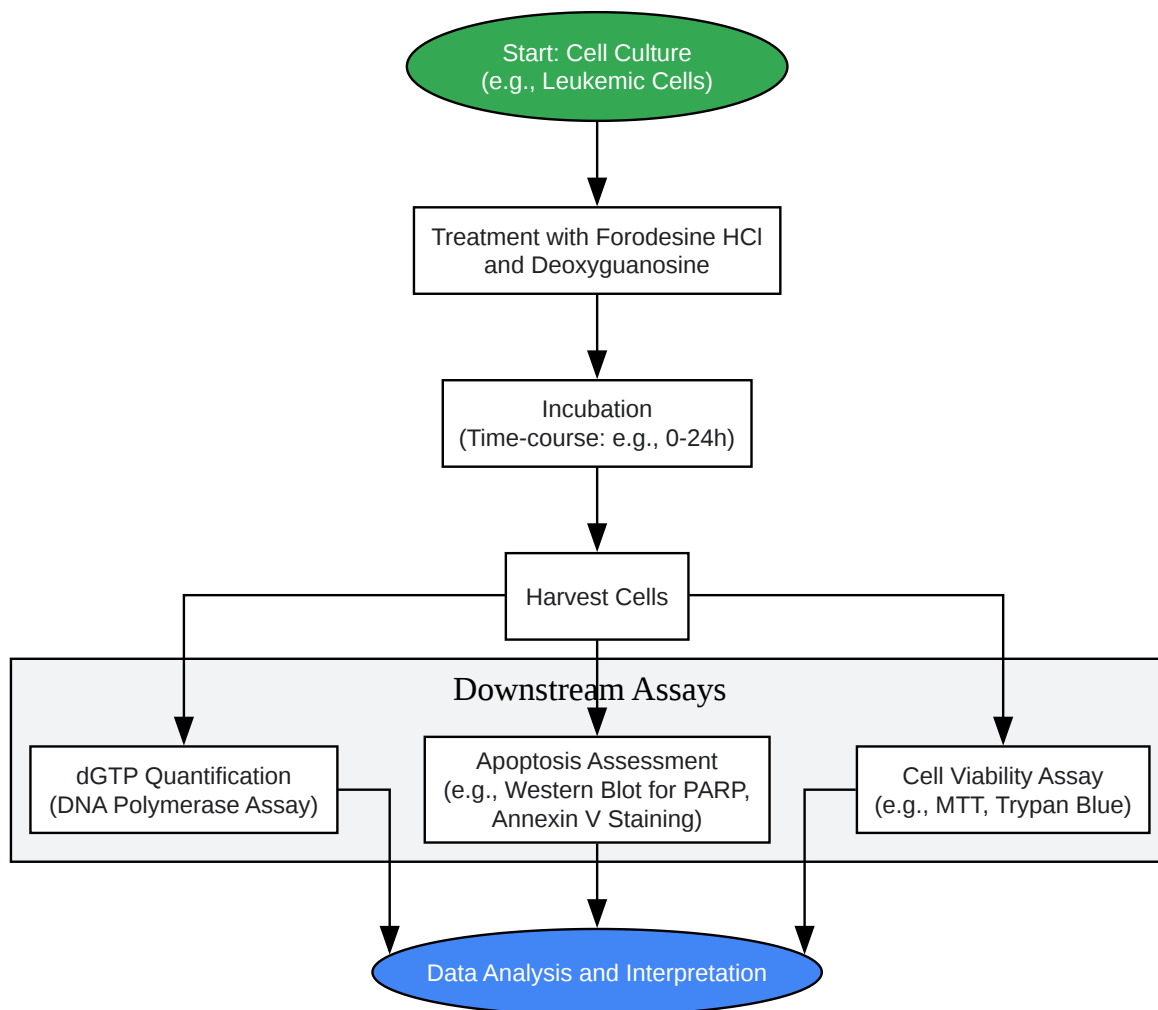 Start: Cell Culture
(e.g., Leukemic Cells)
Treatment with Forodesine HCl
and Deoxyguanosine
Incubation
(Time-course: e.g., 0-24h)
Harvest Cells
Downstream Assays
dGTP Quantification
(DNA Polymerase Assay)
Apoptosis Assessment
(e.g., Western Blot for PARP,
Annexin V Staining)
Cell Viability Assay
(e.g., MTT, Trypan Blue)
Data Analysis and Interpretation